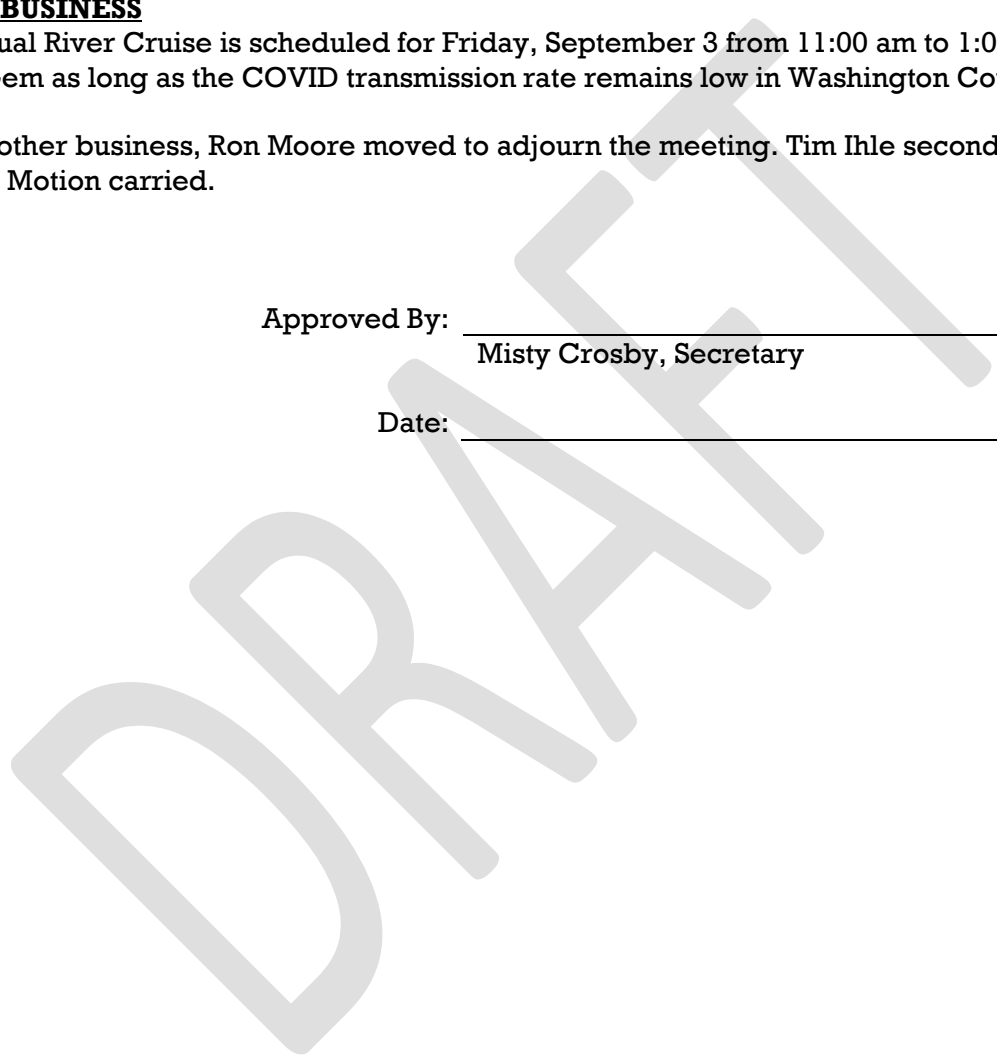 BUSINESS
ual River Cruise is scheduled for Friday, September 3 from 11:00 am to 1:0
em as long as the COVID transmission rate remains low in Washington Co
other business, Ron Moore moved to adjourn the meeting. Tim Ihle second
Motion carried.
Approved By:
Misty Crosby, Secretary
Date:
DRAFT